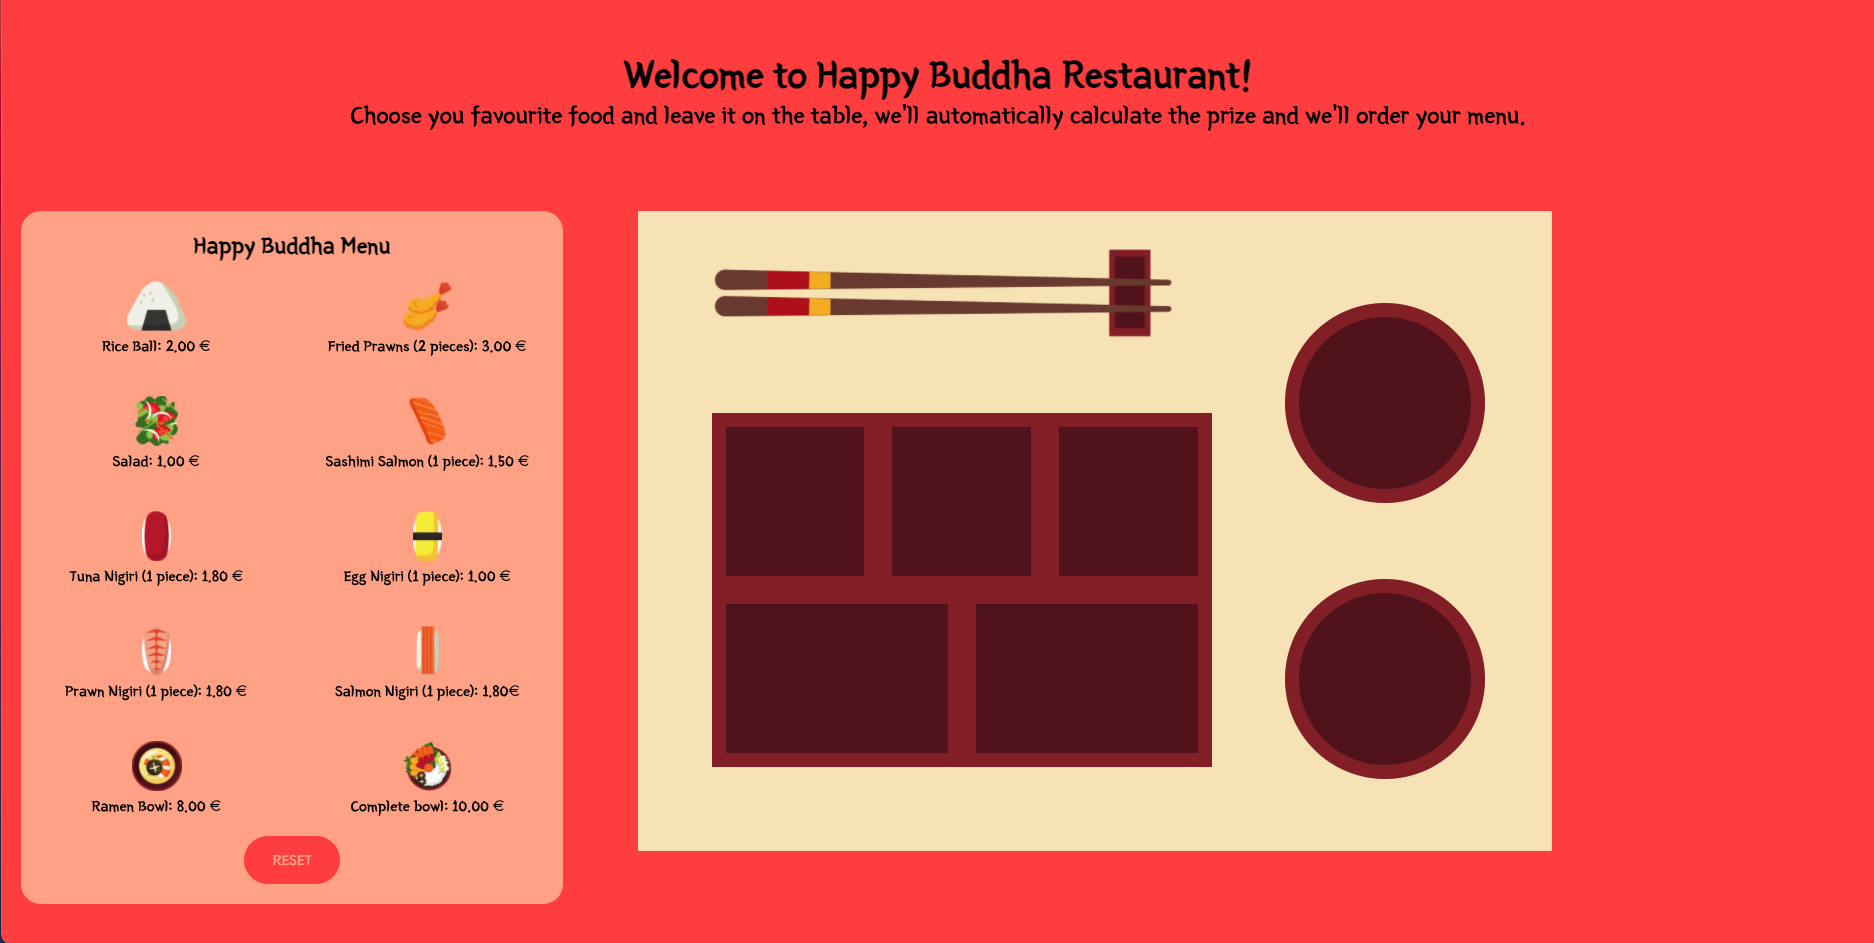 Welcome to Happy Buddha Restaurant!
Choose you favourite food and leave it on the table, we'll automatically calculate the prize and we'll order your menu.
Happy Buddha Menu
Rice Ball: 2.00 €
Fried Prawns (2 pieces): 3.00 €
Salad: 1.00 €
Sashimi Salmon (1 piece): 1.50 €
Tuna Nigiri (1 piece): 1.80 €
Egg Nigiri (1 piece): 1.00 €
Prawn Nigiri (1 piece): 1.80 €
Salmon Nigiri (1 piece): 1.80€
Ramen Bowl: 8.00 €
Complete bowl: 10.00 €
RESET